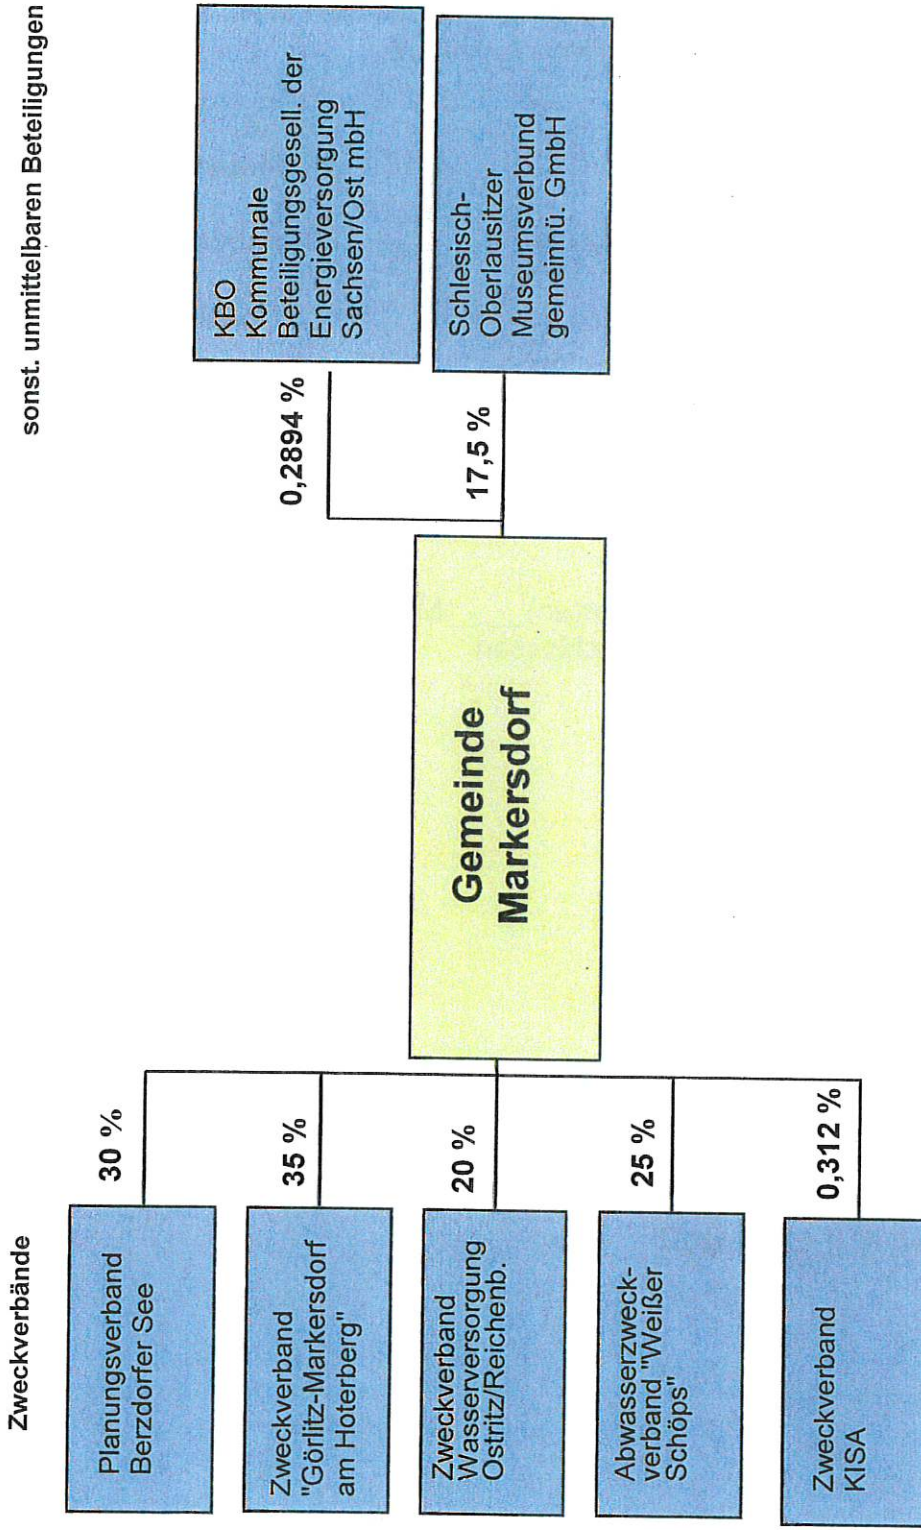 Zweckverbände
Planungsverband
Berzdorfer See
30 %
Zweckverband
"Görlitz-Markersdorf
am Hoterberg"
35 %
Zweckverband
Wasserversorgung
Ostritz/Reichenb.
20 %
Abwasserzweck-
verband "Weißer
Schöps"
25 %
Zweckverband
KISA
0,312 %
Gemeinde
Markersdorf
sonst. unmittelbaren Beteiligungen
0,2894 %
KBO
Kommunale
Beteiligungsgesell. der
Energieversorgung
Sachsen/Ost mbH
17,5 %
Schlesisch-
Oberlausitzer
Museumsverbund
gemeinnü. GmbH